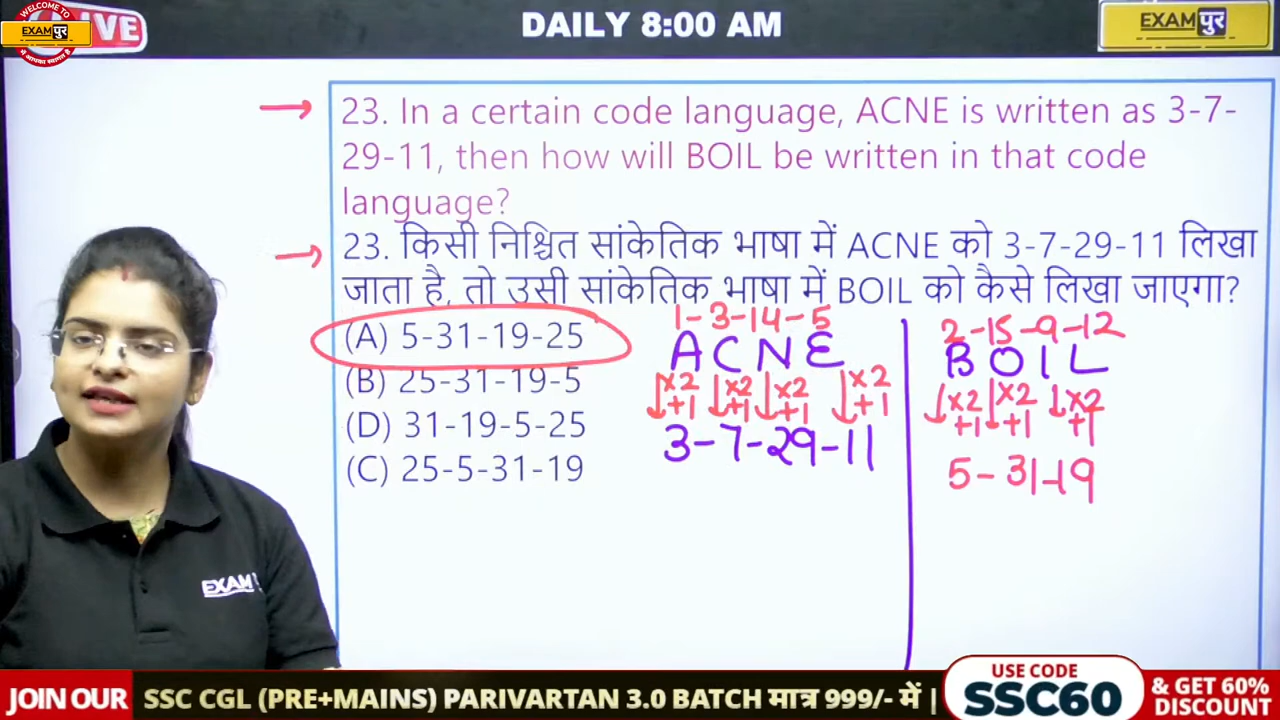 WELCOME TO
EXAMपुर
में आपका स्वागत है
LIVE
DAILY 8:00 AM
EXAMपुर
23. In a certain code language, ACNE is written as 3-7-
29-11, then how will BOIL be written in that code
language?
23. किसी निश्चित सांकेतिक भाषा में ACNE को 3-7-29-11 लिखा
जाता है, तो उसी सांकेतिक भाषा में BOIL को कैसे लिखा जाएगा?
(A) 5-31-19-25
(B) 25-31-19-5
(D) 31-19-5-25
(C) 25-5-31-19
1-3-14-5
ACNE
×2 ×2 ×2 ×2
+1 +1 +1 +1
3-7-29-11
2-15-9-12
BOIL
×2 ×2 ×2
+1 +1 +1
5-31-19
EXAM
JOIN OUR
SSC CGL (PRE+MAINS) PARIVARTAN 3.0 BATCH मात्र 999/- में |
USE CODE
SSC60
& GET 60%
DISCOUNT